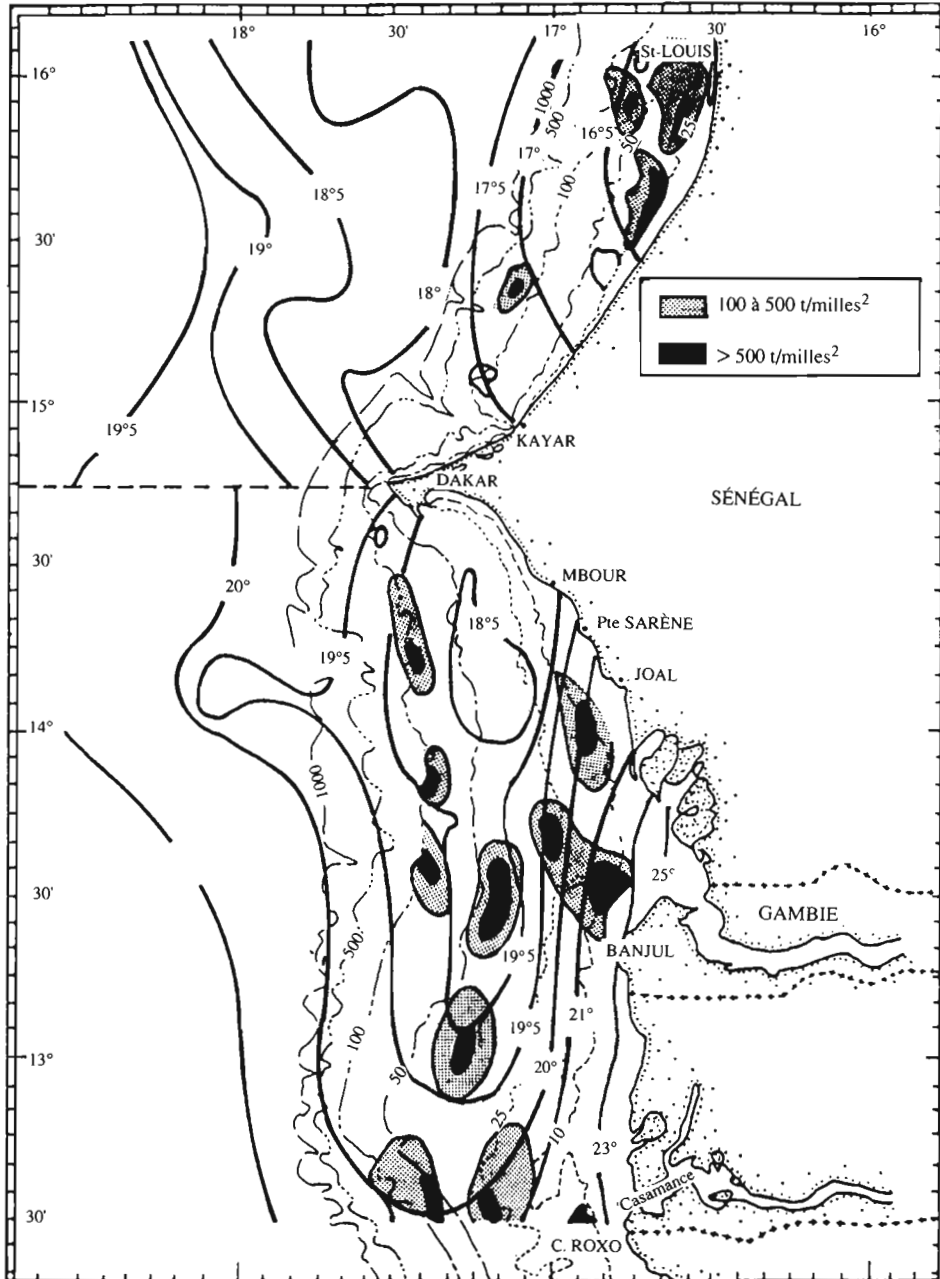 18° 30' 17° 30' 16°
St-LOUIS
16°
1000
500
16°5
50
25
17°
100
18°5
17°5
30'
19°
18°
100 à 500 t/milles²
> 500 t/milles²
15°
19°5
KAYAR
DAKAR
SÉNÉGAL
30'
20°
MBOUR
18°5
Pte SARÈNE
19°5
JOAL
14°
1000
30'
25°
GAMBIE
500
19°5
BANJUL
21°
19°5
100
13°
50
20°
25
10
23°
Casamance
30'
C. ROXO